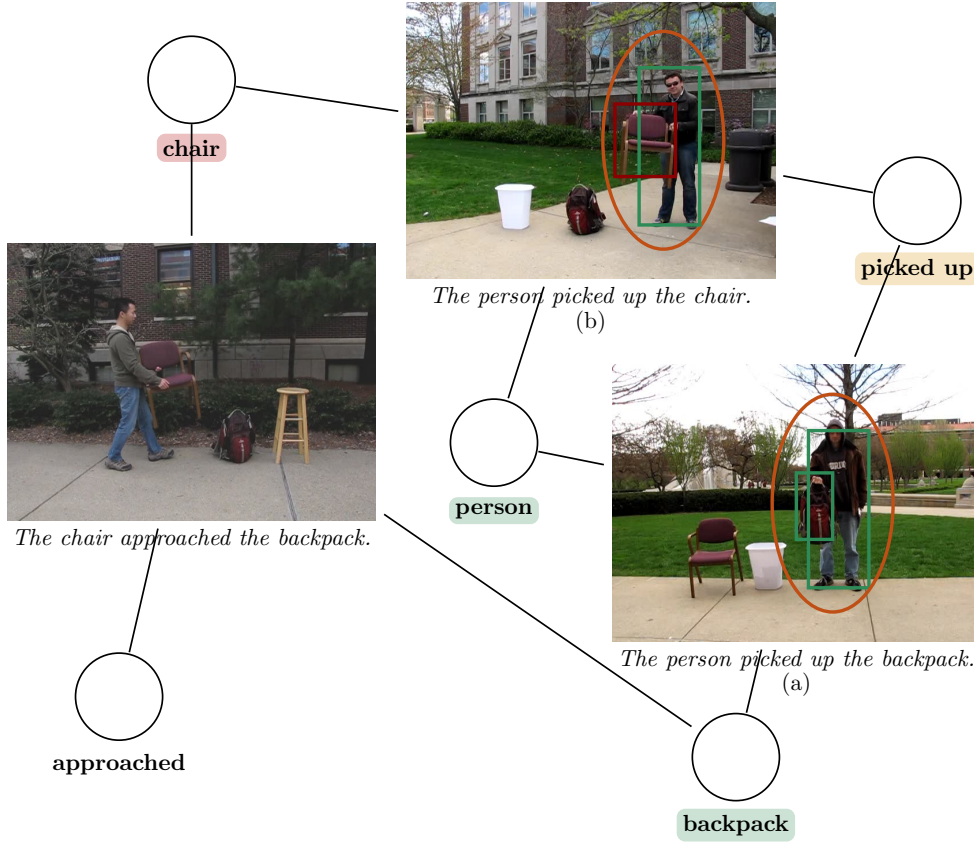 chair
picked up
The person picked up the chair.
(b)
The chair approached the backpack.
person
The person picked up the backpack.
(a)
approached
backpack